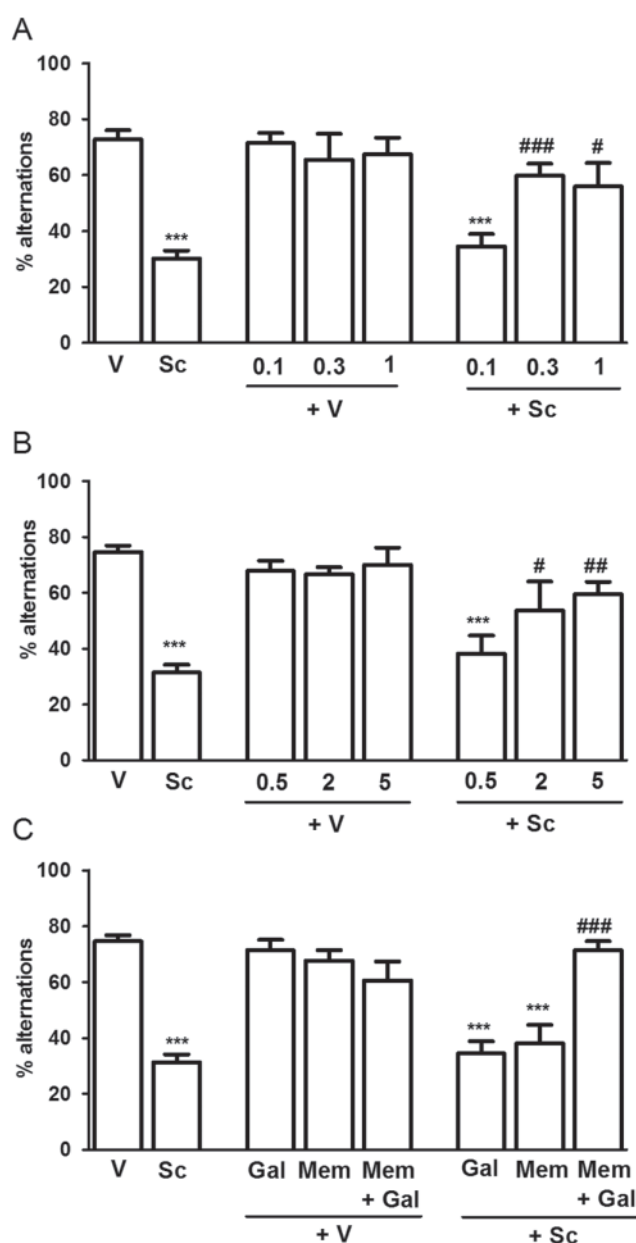 A
100
80
60
40
20
0
% alternations
***
***
###
#
V Sc 0.1 0.3 1 0.1 0.3 1
+ V + Sc
B
100
80
60
40
20
0
% alternations
***
***
#
##
V Sc 0.5 2 5 0.5 2 5
+ V + Sc
C
100
80
60
40
20
0
% alternations
***
***
***
###
V Sc Gal Mem Mem Gal Mem Mem
+ Gal + Gal
+ V + Sc